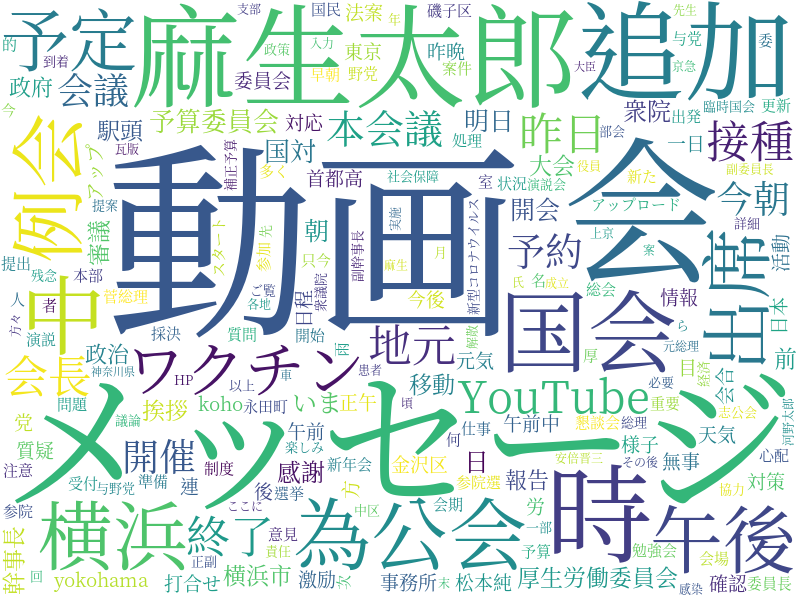 予定
麻生太郎
追加
動画
メッセージ
会
例会
中
会長
横浜
終了
為公会
時
午後
国会
出席
YouTube
ワクチン
地元
予約
接種
今朝
昨日
本会議
明日
衆院
会議
政府
予算委員会
委員会
対応
東京
野党
法案
昨晩
磯子区
国民
支部
政策
入力
早朝
案件
年
的
到着
今
先生
与党
委
大臣
京急
臨時国会
更新
出発
一日
部会
副委員長
新た
大会
処理
国対
首都高
駅頭
アップ
瓦版
補正予算
多く
社会保障
室
状況
演説会
役員
アップロード
開会
朝
参加
先
スタート
提案
審議
提出
残念
本部
人
者
方々
演説
菅総理
採決
質問
各地
只今
副幹事長
日程
衆議院
ご覧
開始
実施
麻生
月
新型コロナウイルス
今後
氏
名
成立
上京
案
総会
詳細
活動
日本
情報
ら
元総理
前
日
経済
会合
必要
重要
志公会
河野太郎
厚
元気
解散
雨
政治
神奈川県
HP
以上
車
患者
移動
頃
党
問題
議論
挨拶
koho
永田町
いま
正午
午前中
懇談会
総理
様子
天気
心配
質疑
注意
開催
制度
感謝
午前
楽しみ
新年会
金沢区
何
仕事
安倍晋三
その後
無事
協力
対策
受付
与野党
準備
連
後
選挙
方
参院選
報告
労
参院
ここに
会期
中区
意見
一部
予算
勉強会
会場
幹事長
回
正副
責任
yokohama
打合せ
横浜市
激励
次
事務所
末
松本純
厚生労働委員会
感染
確認
委員長